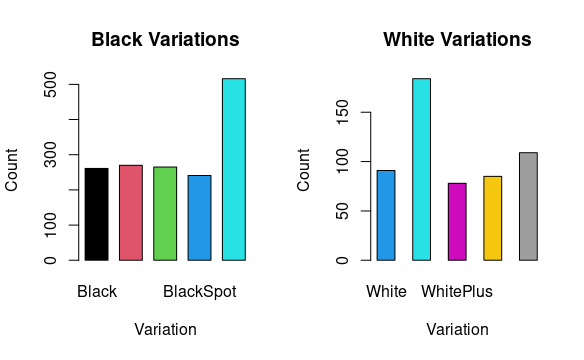 Black Variations
Count
0 100 300 500
Black BlackSpot
Variation
White Variations
Count
0 50 100 150
White WhitePlus
Variation